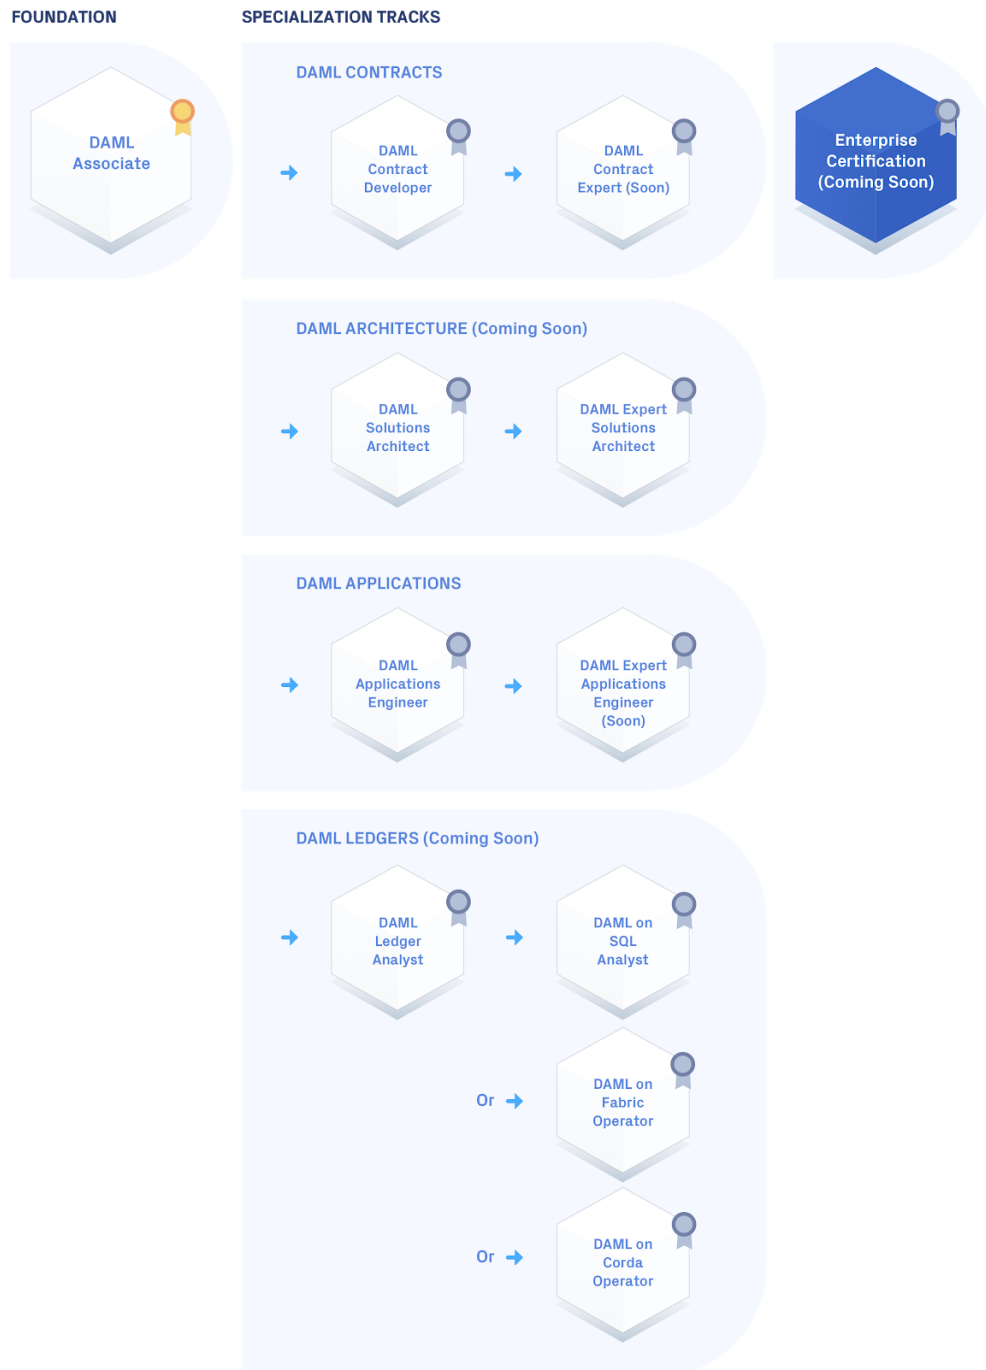 FOUNDATION
SPECIALIZATION TRACKS
DAML
Associate
DAML CONTRACTS
DAML
Contract
Developer
DAML
Contract
Expert (Soon)
Enterprise
Certification
(Coming Soon)
DAML ARCHITECTURE (Coming Soon)
DAML
Solutions
Architect
DAML Expert
Solutions
Architect
DAML APPLICATIONS
DAML
Applications
Engineer
DAML Expert
Applications
Engineer
(Soon)
DAML LEDGERS (Coming Soon)
DAML
Ledger
Analyst
DAML on
SQL
Analyst
Or
DAML on
Fabric
Operator
Or
DAML on
Corda
Operator